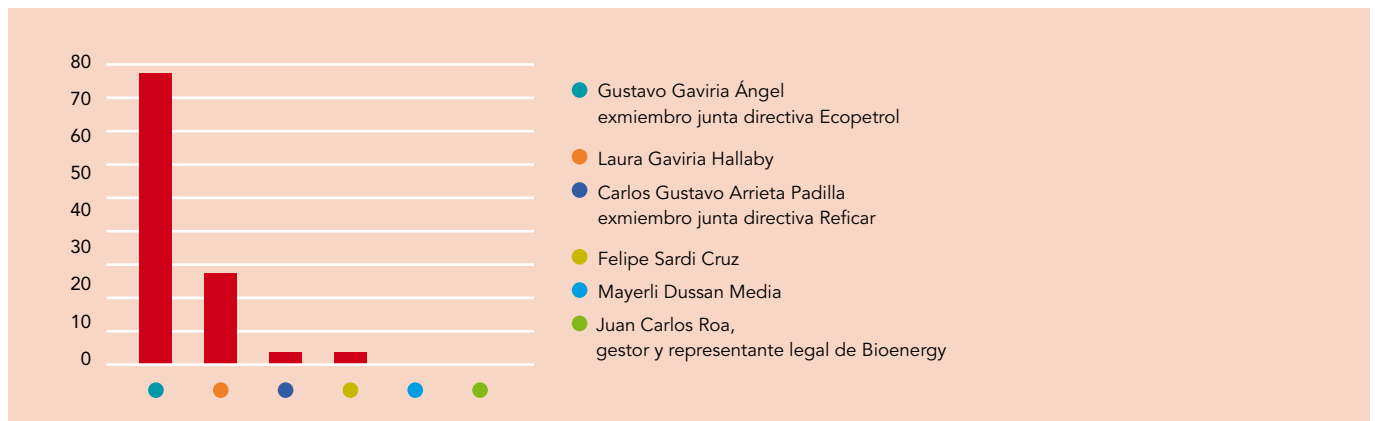 80
70
60
50
40
30
20
10
0
Gustavo Gaviria Ángel
exmiembro junta directiva Ecopetrol
Laura Gaviria Hallaby
Carlos Gustavo Arrieta Padilla
exmiembro junta directiva Reficar
Felipe Sardi Cruz
Mayerli Dussan Media
Juan Carlos Roa,
gestor y representante legal de Bioenergy